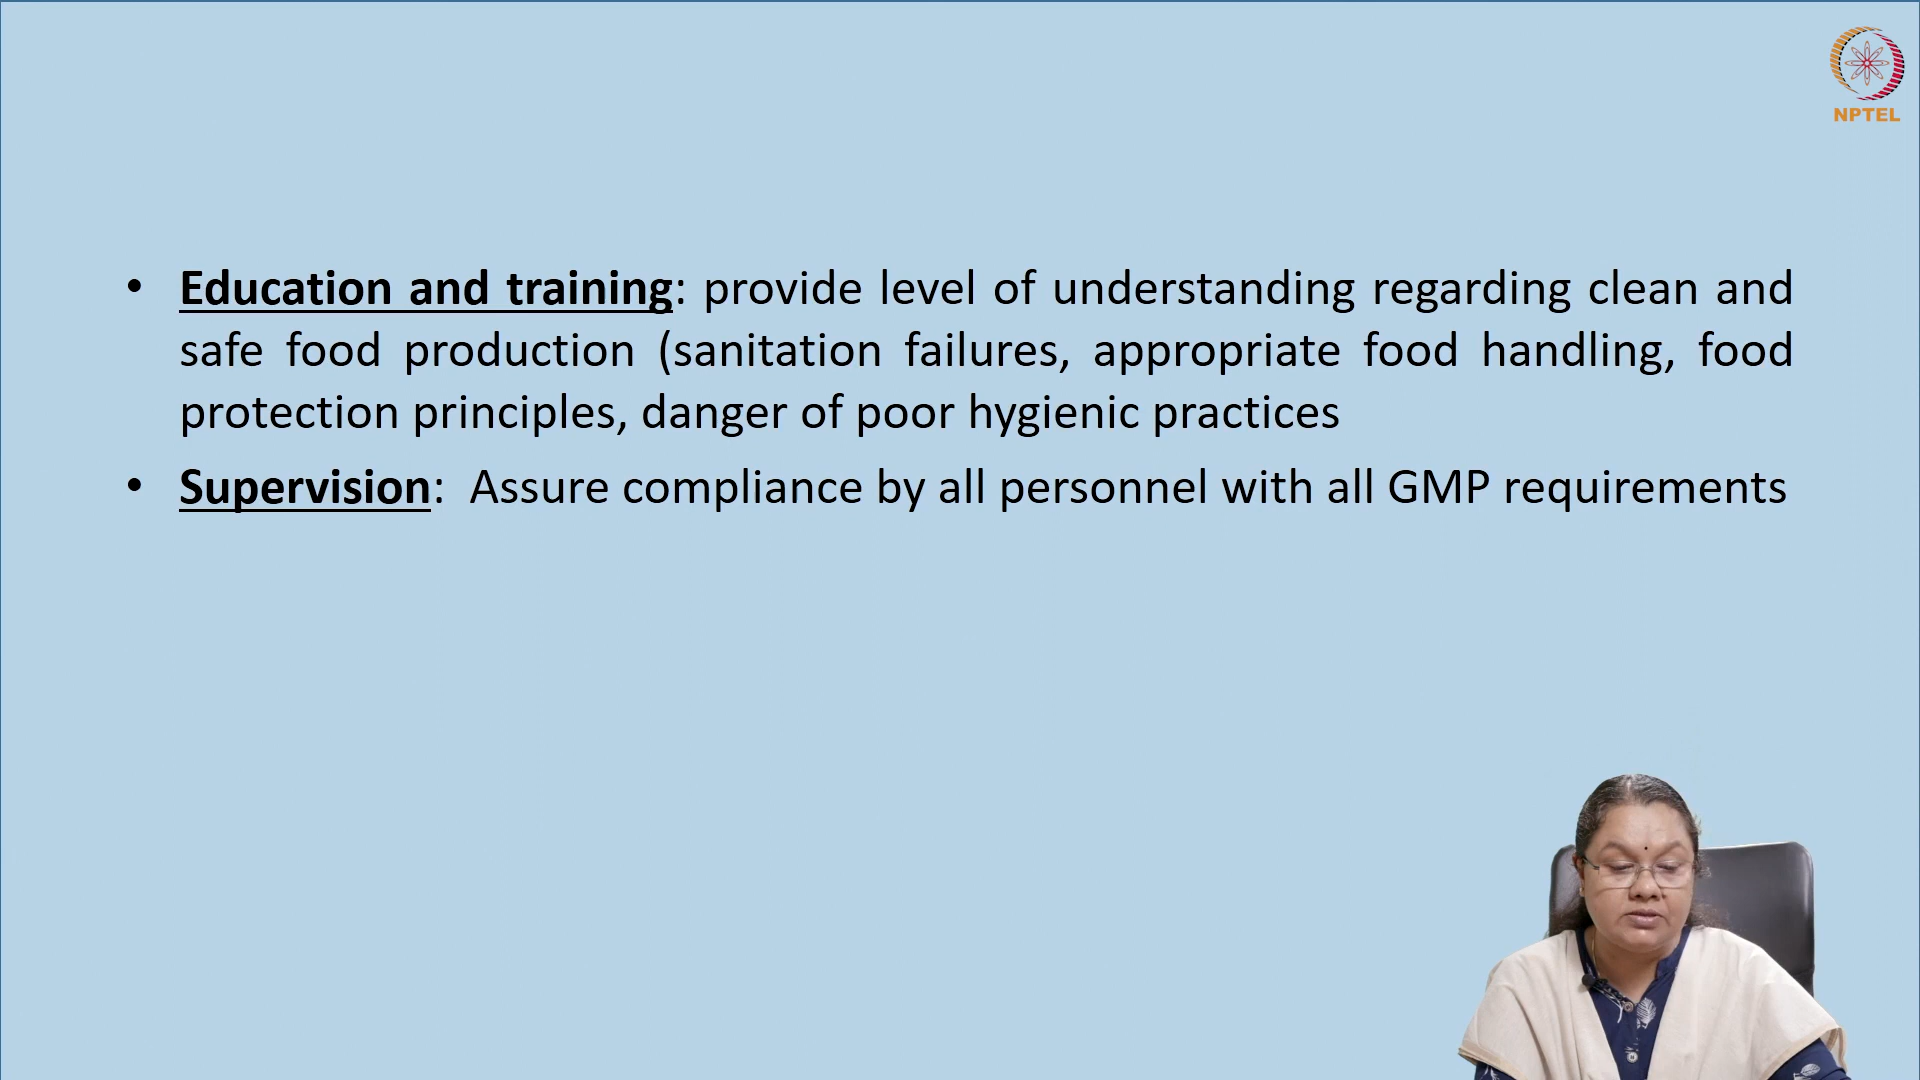 NPTEL
• Education and training: provide level of understanding regarding clean and
safe food production (sanitation failures, appropriate food handling, food
protection principles, danger of poor hygienic practices
• Supervision: Assure compliance by all personnel with all GMP requirements